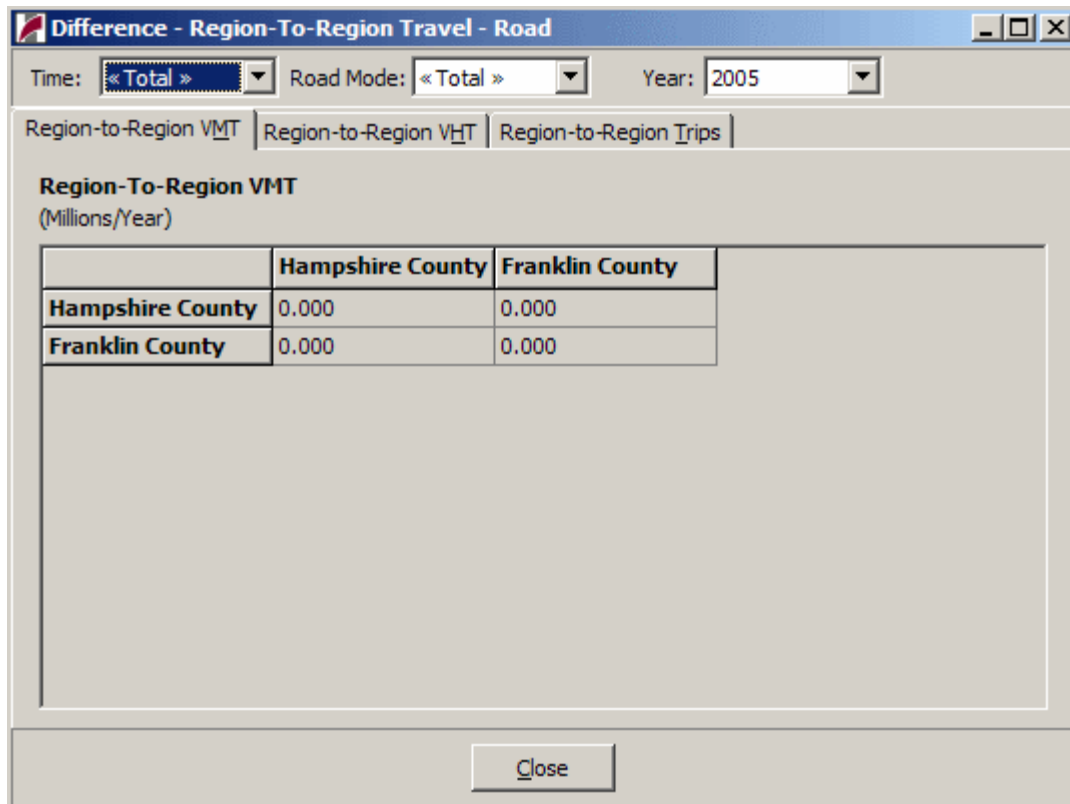 Difference - Region-To-Region Travel - Road
Time: « Total » Road Mode: « Total » Year: 2005
Region-to-Region VMT Region-to-Region VHT Region-to-Region Trips
Region-To-Region VMT
(Millions/Year)
Hampshire County Franklin County
Hampshire County 0.000 0.000
Franklin County 0.000 0.000
Close